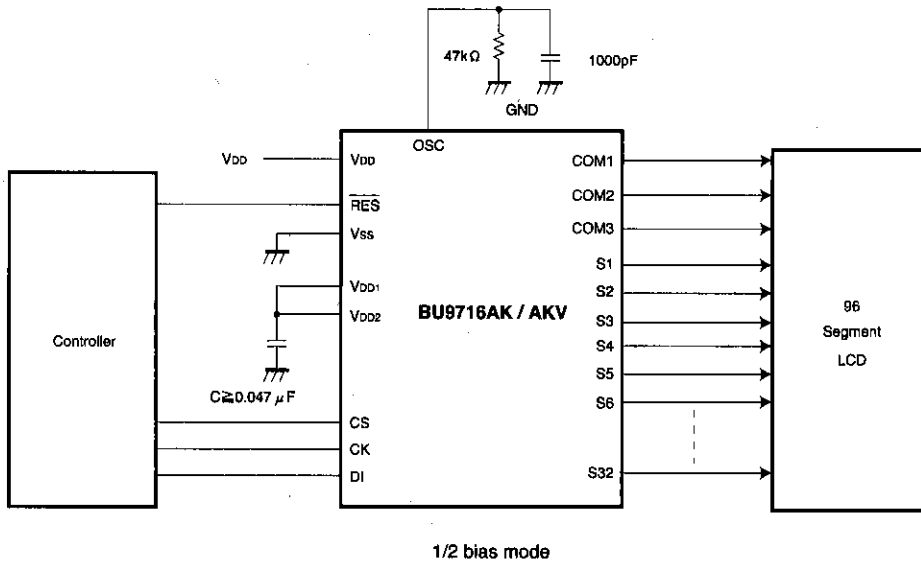 47kΩ
1000pF
GND
OSC
VDD
VDD
RES
VSS
VDD1
VDD2
C≧0.047 μF
CS
CK
DI
Controller
BU9716AK / AKV
COM1
COM2
COM3
S1
S2
S3
S4
S5
S6
S32
96
Segment
LCD
1/2 bias mode